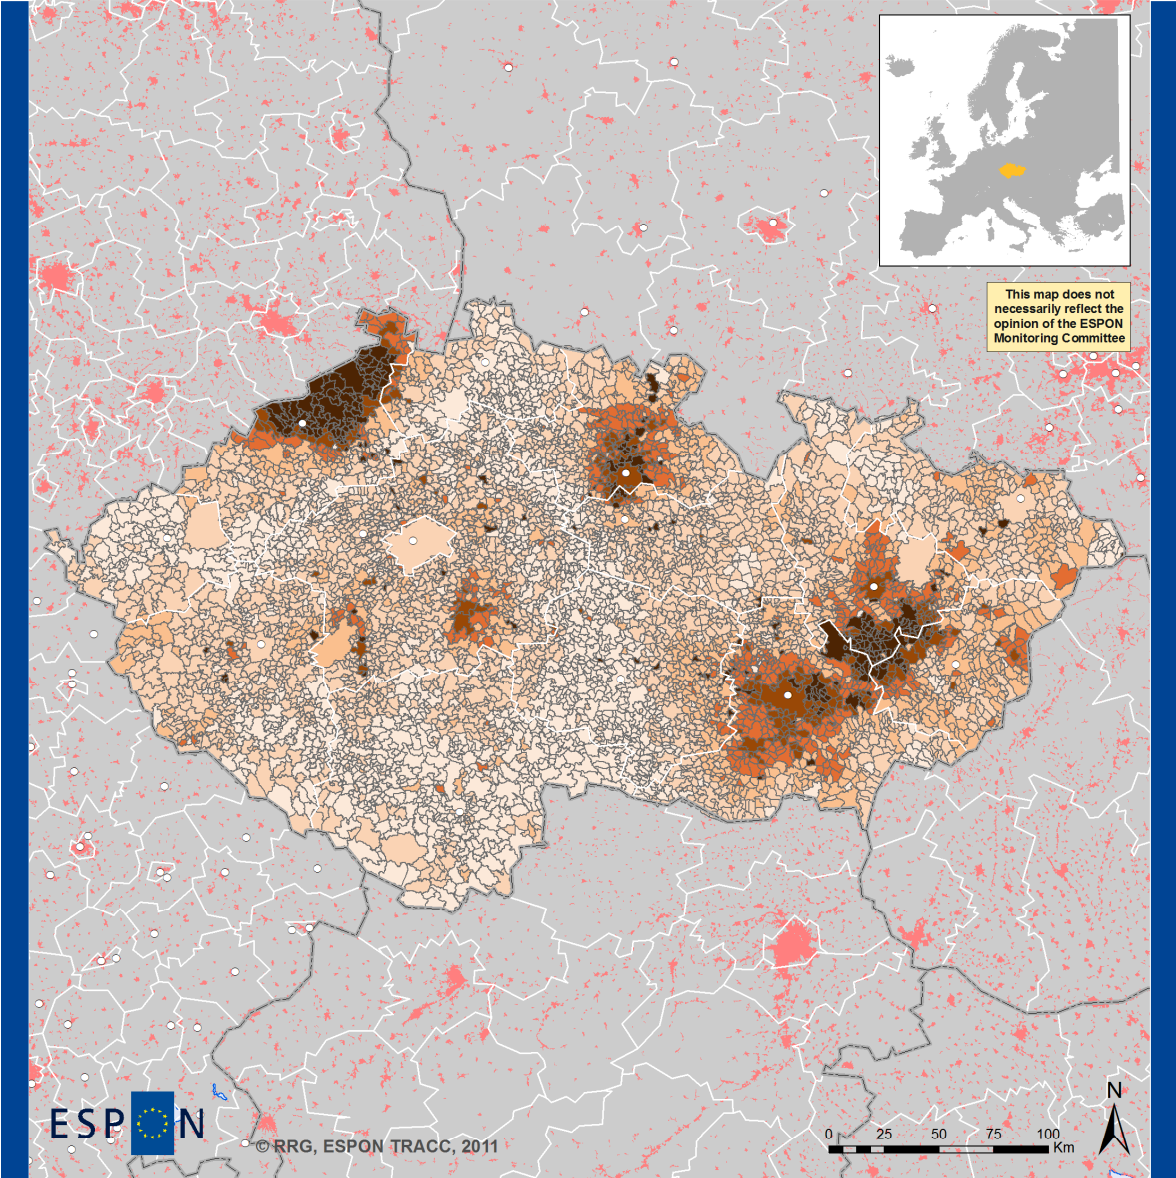 This map does not
necessarily reflect the
opinion of the ESPON
Monitoring Committee
ESPON
© RRG, ESPON TRACC, 2011
N
0 25 50 75 100
Km